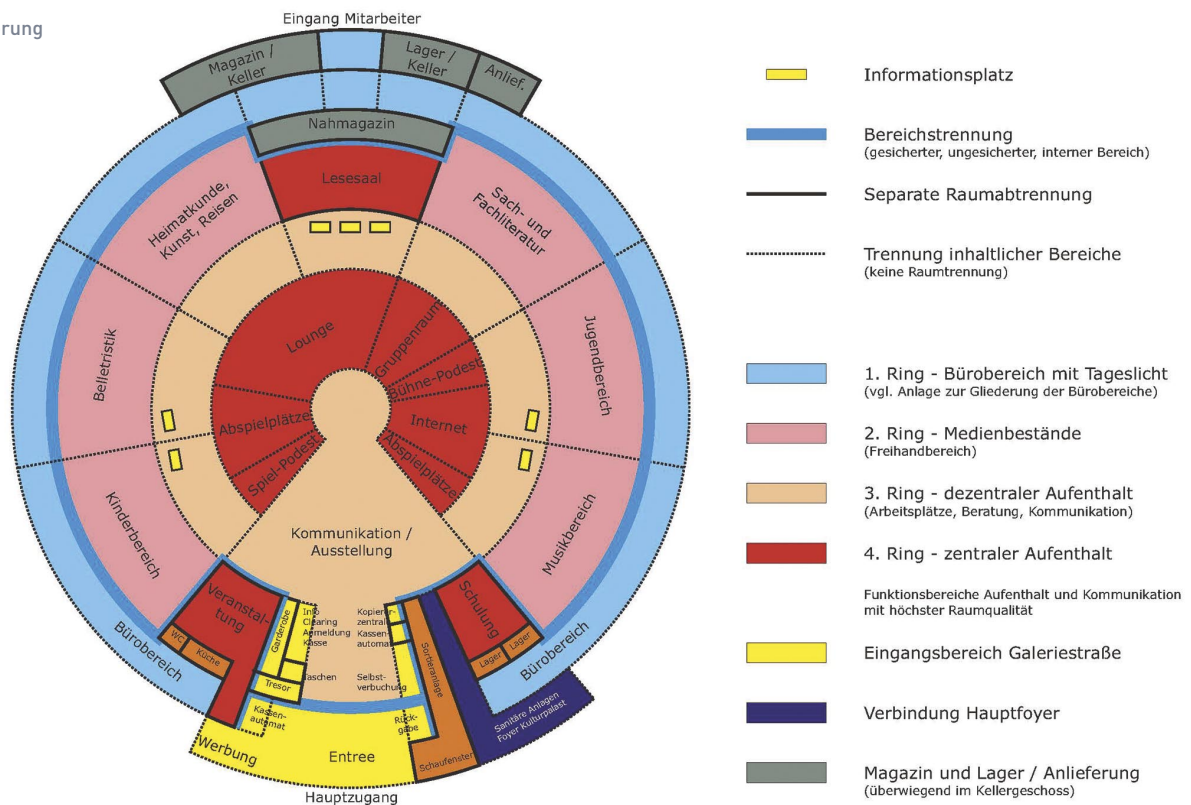 rung
Eingang Mitarbeiter
Magazin /
Keller
Lager /
Keller
Anlief.
Nahmagazin
Lesesaal
Heimatkunde,
Kunst, Reisen
Sach- und
Fachliteratur
Belletristik
Jugendbereich
Lounge
Gruppenraum
Bühne-Podest
Internet
Abspielplätze
Abspielplätze
Spiel-Podest
Kinderbereich
Musikbereich
Kommunikation /
Ausstellung
Veranstal-
tung
WC
Küche
Garderobe
Info
Clearing
Anmeldung
Kasse
Taschen
Tresor
Kopierer-
zentrale
Kassen-
automat
Selbst-
verbuchung
Sortieranlage
Schulung
Lager
Lager
Bürobereich
Bürobereich
Sanitäre Anlagen
Foyer Kulturpalast
Kassen-
automat
Rück-
gabe
Werbung
Entree
Schaufenster
Hauptzugang
Informationsplatz
Bereichstrennung
(gesicherter, ungesicherter, interner Bereich)
Separate Raumabtrennung
Trennung inhaltlicher Bereiche
(keine Raumtrennung)
1. Ring - Bürobereich mit Tageslicht
(vgl. Anlage zur Gliederung der Bürobereiche)
2. Ring - Medienbestände
(Freihandbereich)
3. Ring - dezentraler Aufenthalt
(Arbeitsplätze, Beratung, Kommunikation)
4. Ring - zentraler Aufenthalt
Funktionsbereiche Aufenthalt und Kommunikation
mit höchster Raumqualität
Eingangsbereich Galeriestraße
Verbindung Hauptfoyer
Magazin und Lager / Anlieferung
(überwiegend im Kellergeschoss)